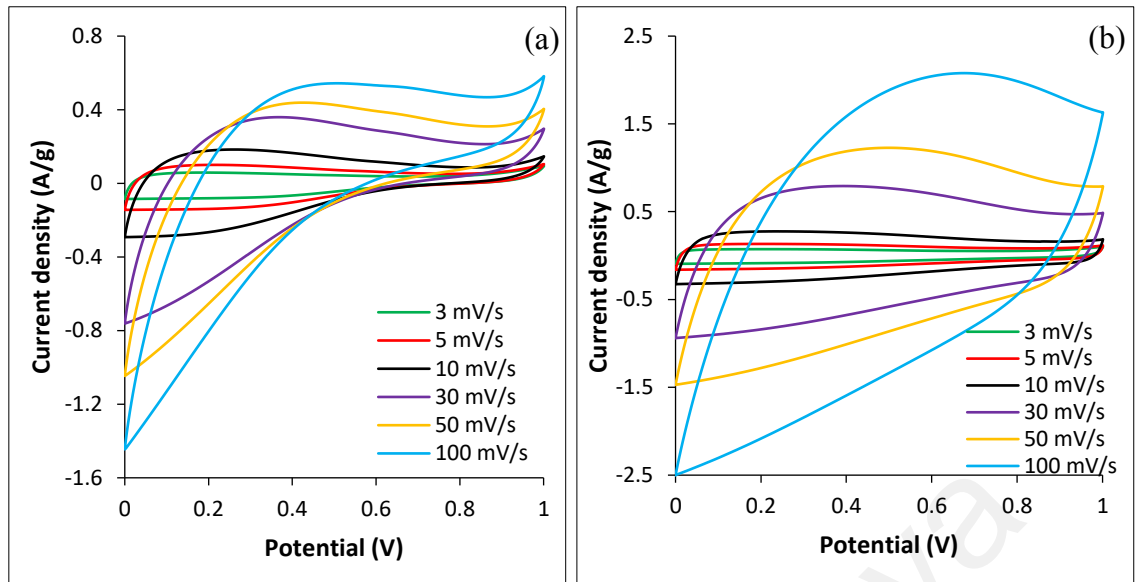 (a)
0.8
0.4
0
-0.4
-0.8
-1.2
-1.6
Current density (A/g)
3 mV/s
5 mV/s
10 mV/s
30 mV/s
50 mV/s
100 mV/s
0 0.2 0.4 0.6 0.8 1
Potential (V)
(b)
2.5
1.5
0.5
-0.5
-1.5
-2.5
Current density (A/g)
3 mV/s
5 mV/s
10 mV/s
30 mV/s
50 mV/s
100 mV/s
0 0.2 0.4 0.6 0.8 1
Potential (V)